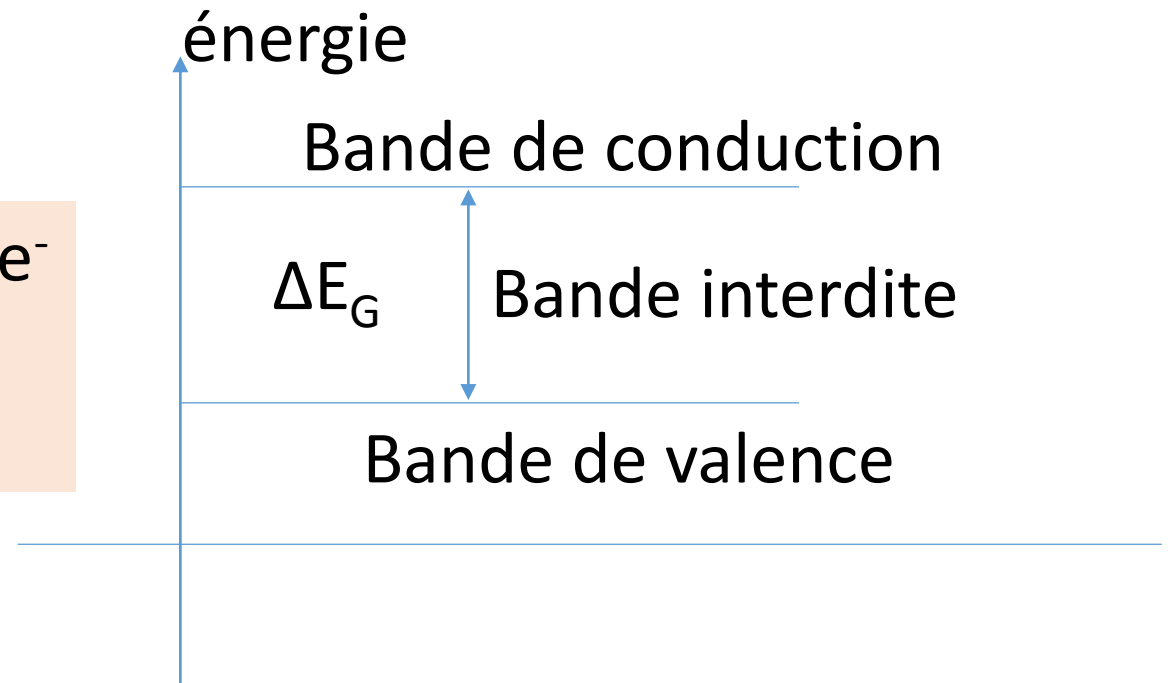 énergie
Bande de conduction
e⁻
ΔE_G
Bande interdite
Bande de valence